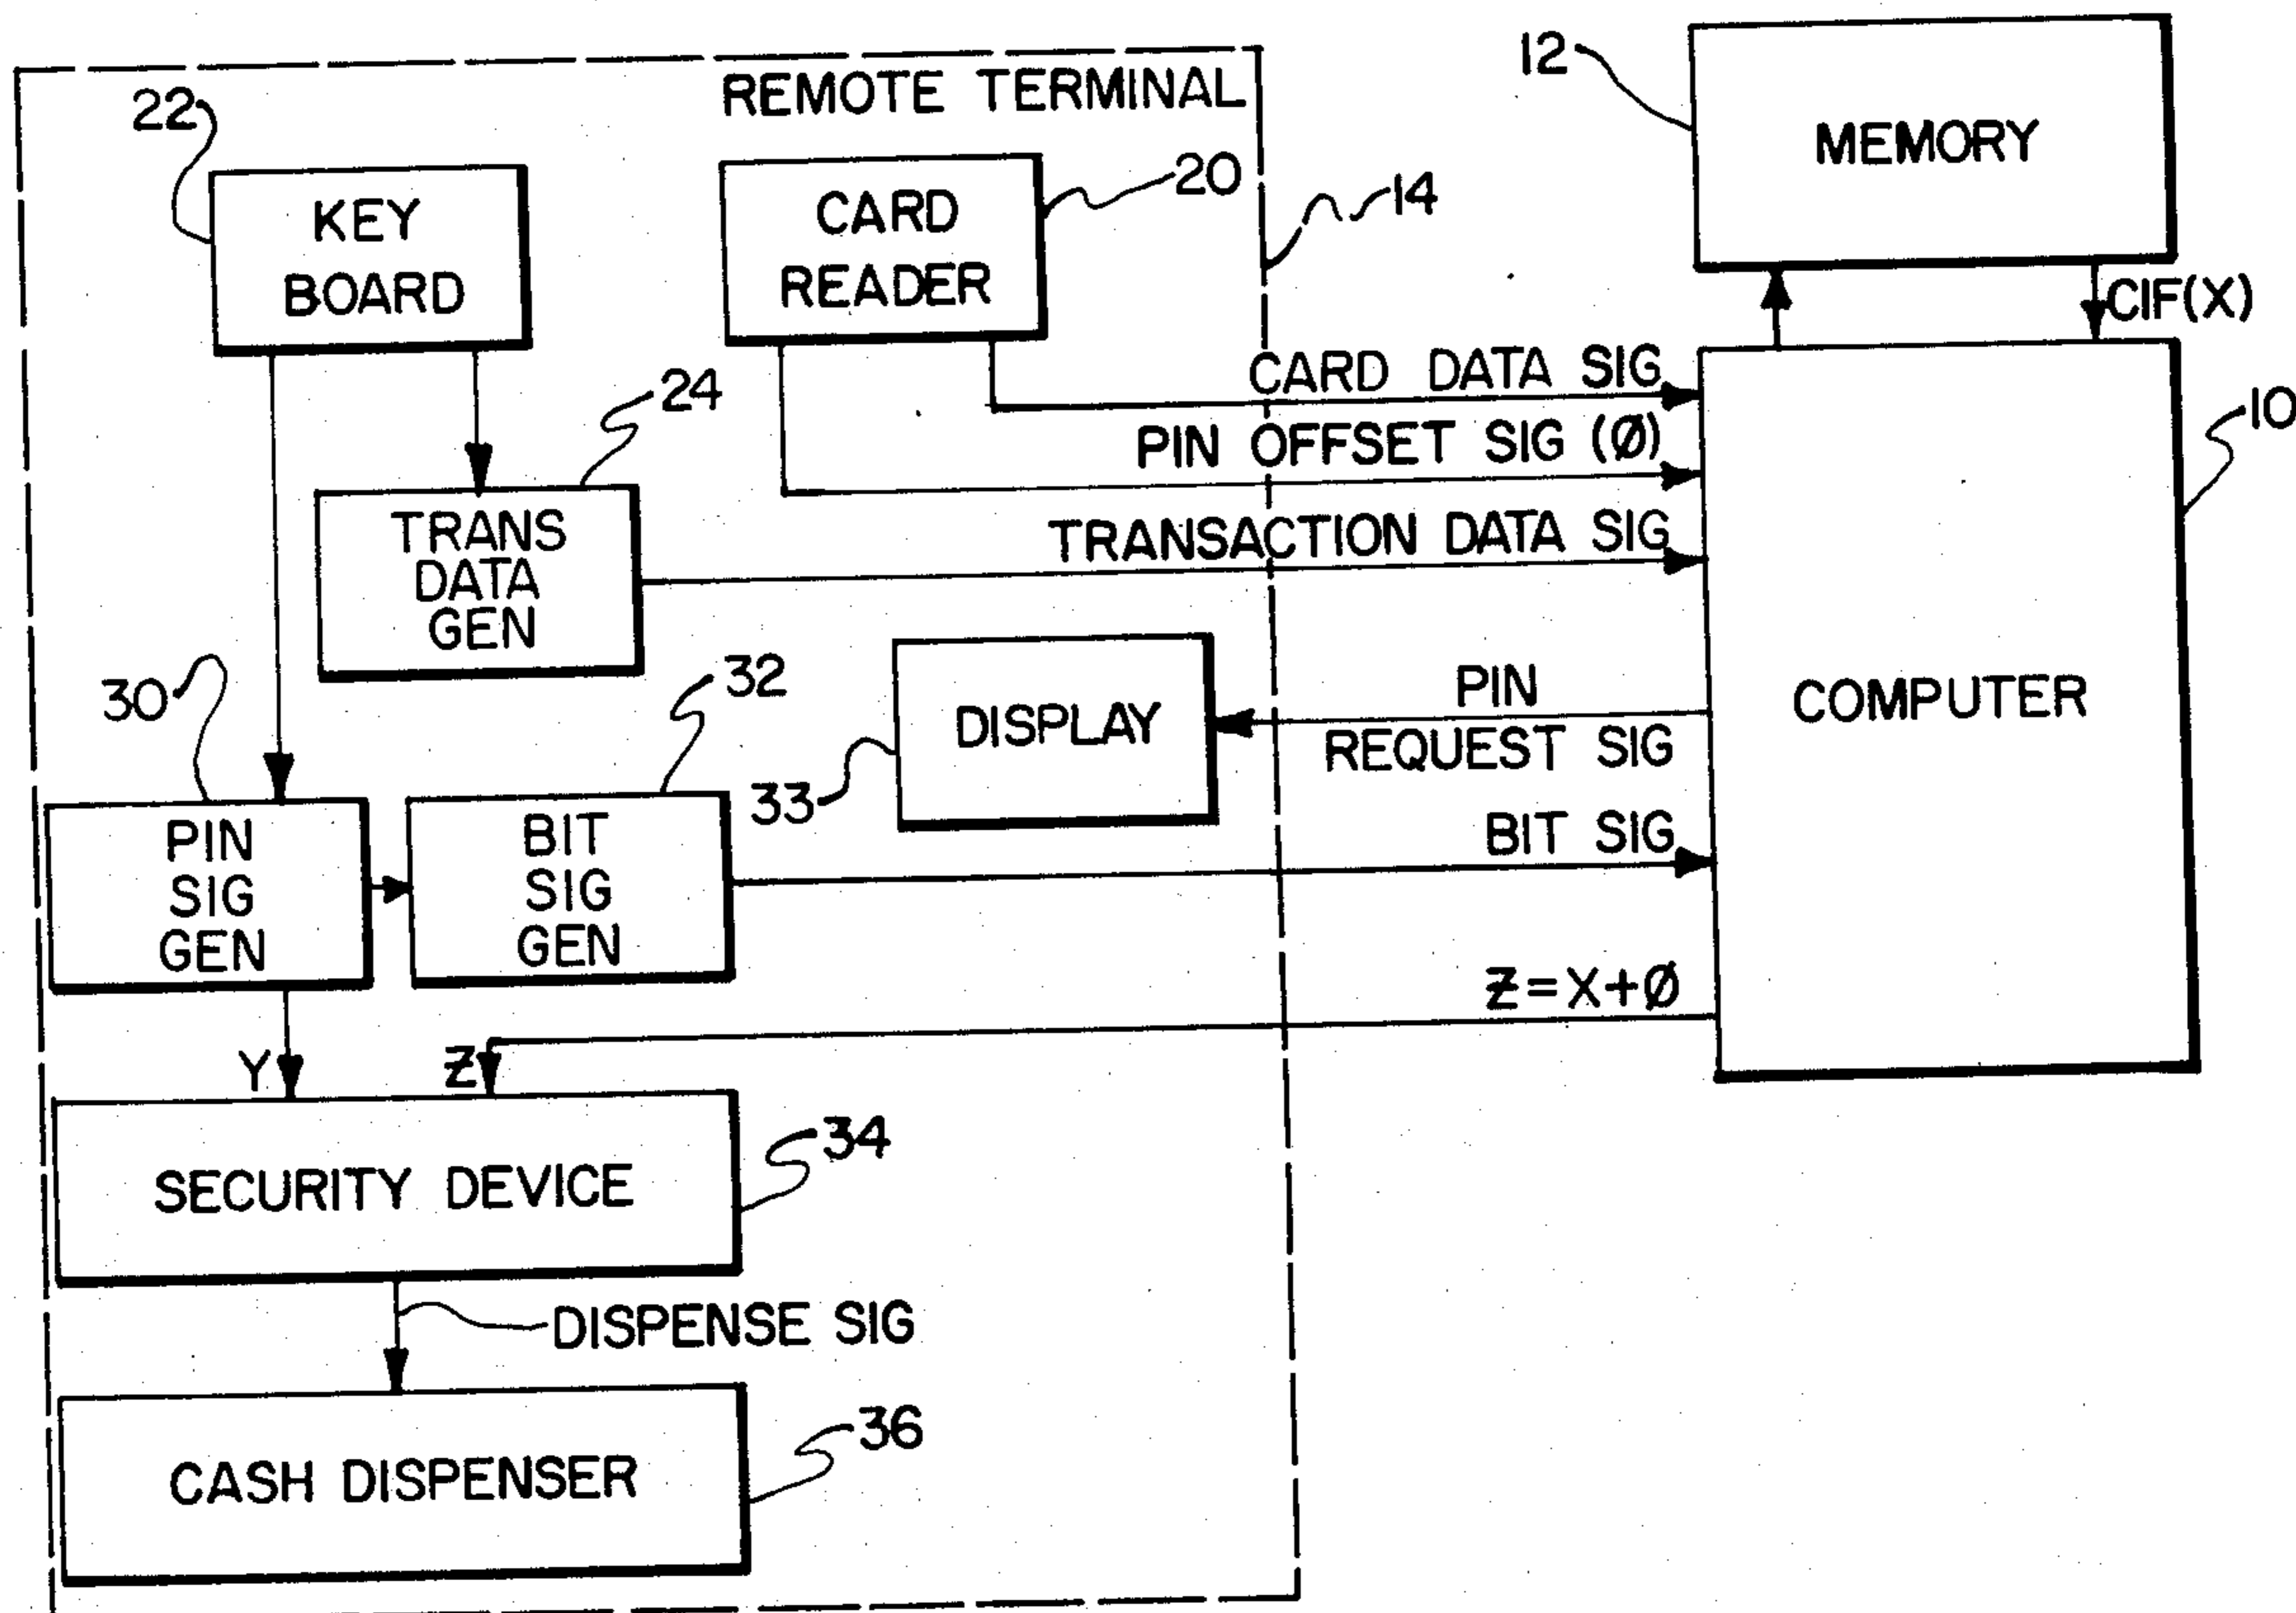 REMOTE TERMINAL
12
MEMORY
22
KEY
BOARD
CARD
READER
20
14
CIF(X)
CARD DATA SIG
PIN OFFSET SIG (Ø)
TRANSACTION DATA SIG
24
TRANS
DATA
GEN
10
COMPUTER
30
32
33
DISPLAY
PIN
REQUEST SIG
BIT SIG
PIN
SIG
GEN
BIT
SIG
GEN
Z=X+Ø
Y
Z
SECURITY DEVICE
34
DISPENSE SIG
CASH DISPENSER
36